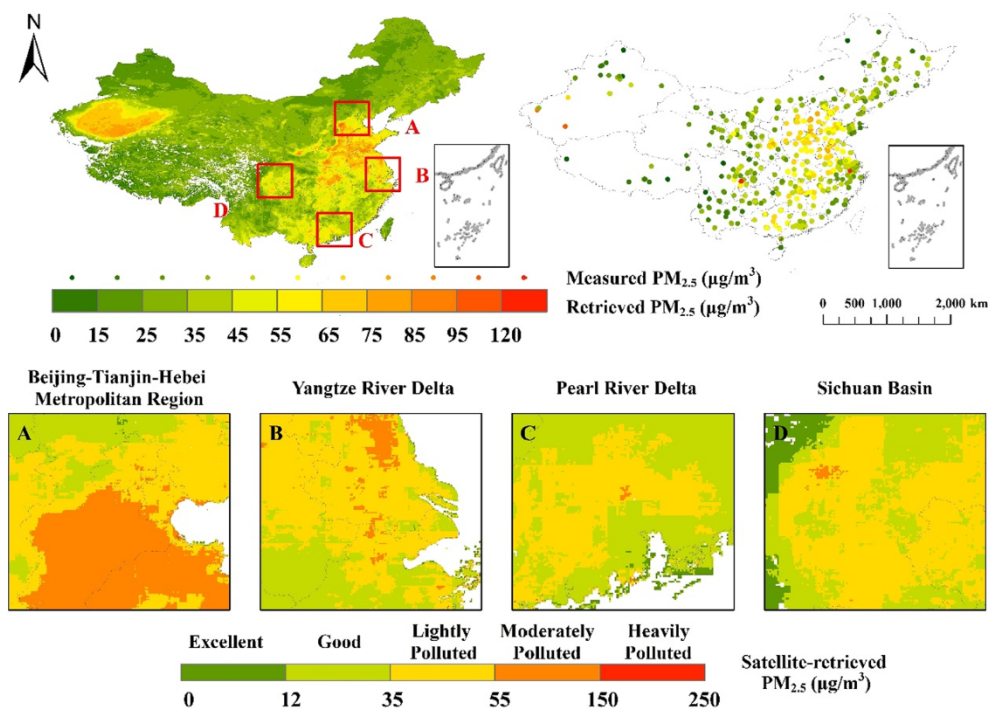 N
A
B
D
C
Measured PM2.5 (μg/m3)
Retrieved PM2.5 (μg/m3)
0 15 25 35 45 55 65 75 85 95 120
0 500 1,000 2,000 km
Beijing-Tianjin-Hebei
Metropolitan Region
Yangtze River Delta
Pearl River Delta
Sichuan Basin
A
B
C
D
Excellent Good Lightly Polluted Moderately Polluted Heavily Polluted
0 12 35 55 150 250
Satellite-retrieved
PM2.5 (μg/m3)